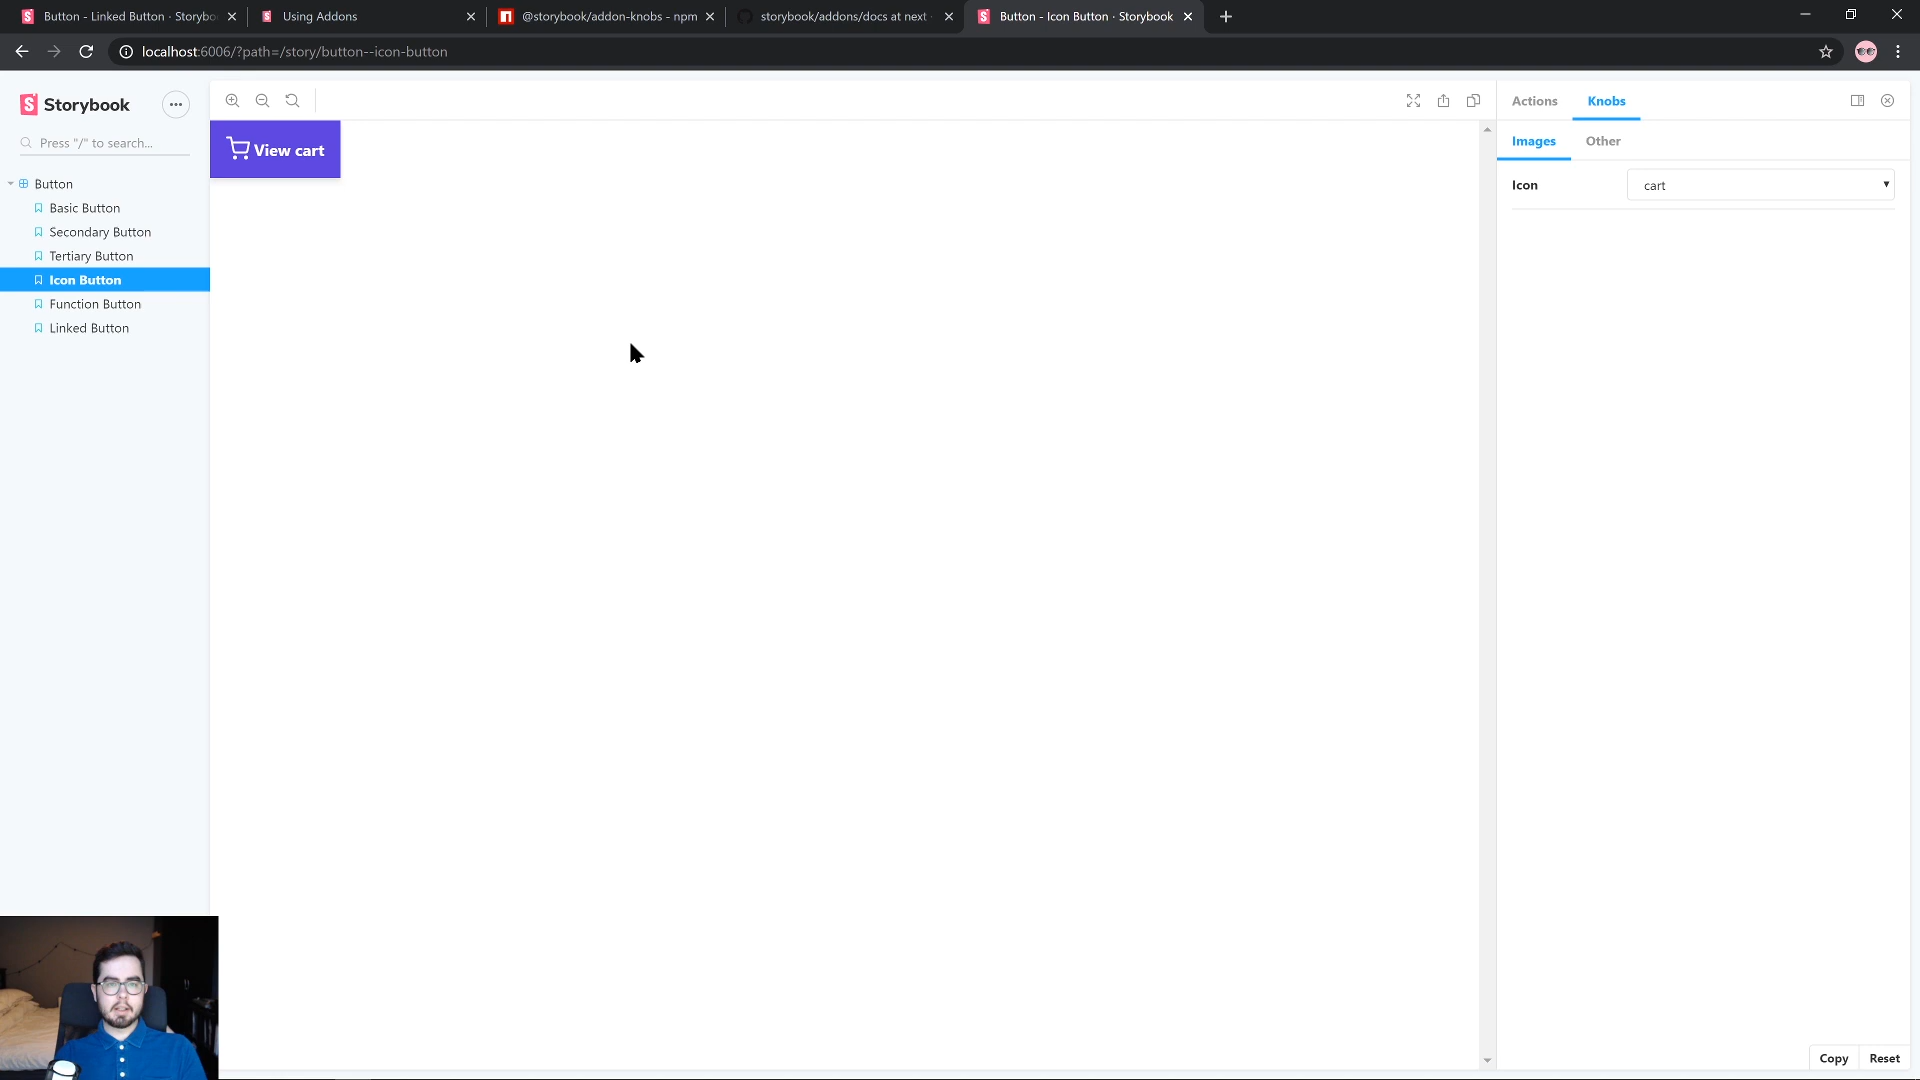 Button - Linked Button · Storybo
Using Addons
@storybook/addon-knobs - npm
storybook/addons/docs at next ·
Button - Icon Button · Storybook
localhost:6006/?path=/story/button--icon-button
Storybook
Press "/" to search...
Button
Basic Button
Secondary Button
Tertiary Button
Icon Button
Function Button
Linked Button
View cart
Actions
Knobs
Images
Other
Icon
cart
Copy
Reset